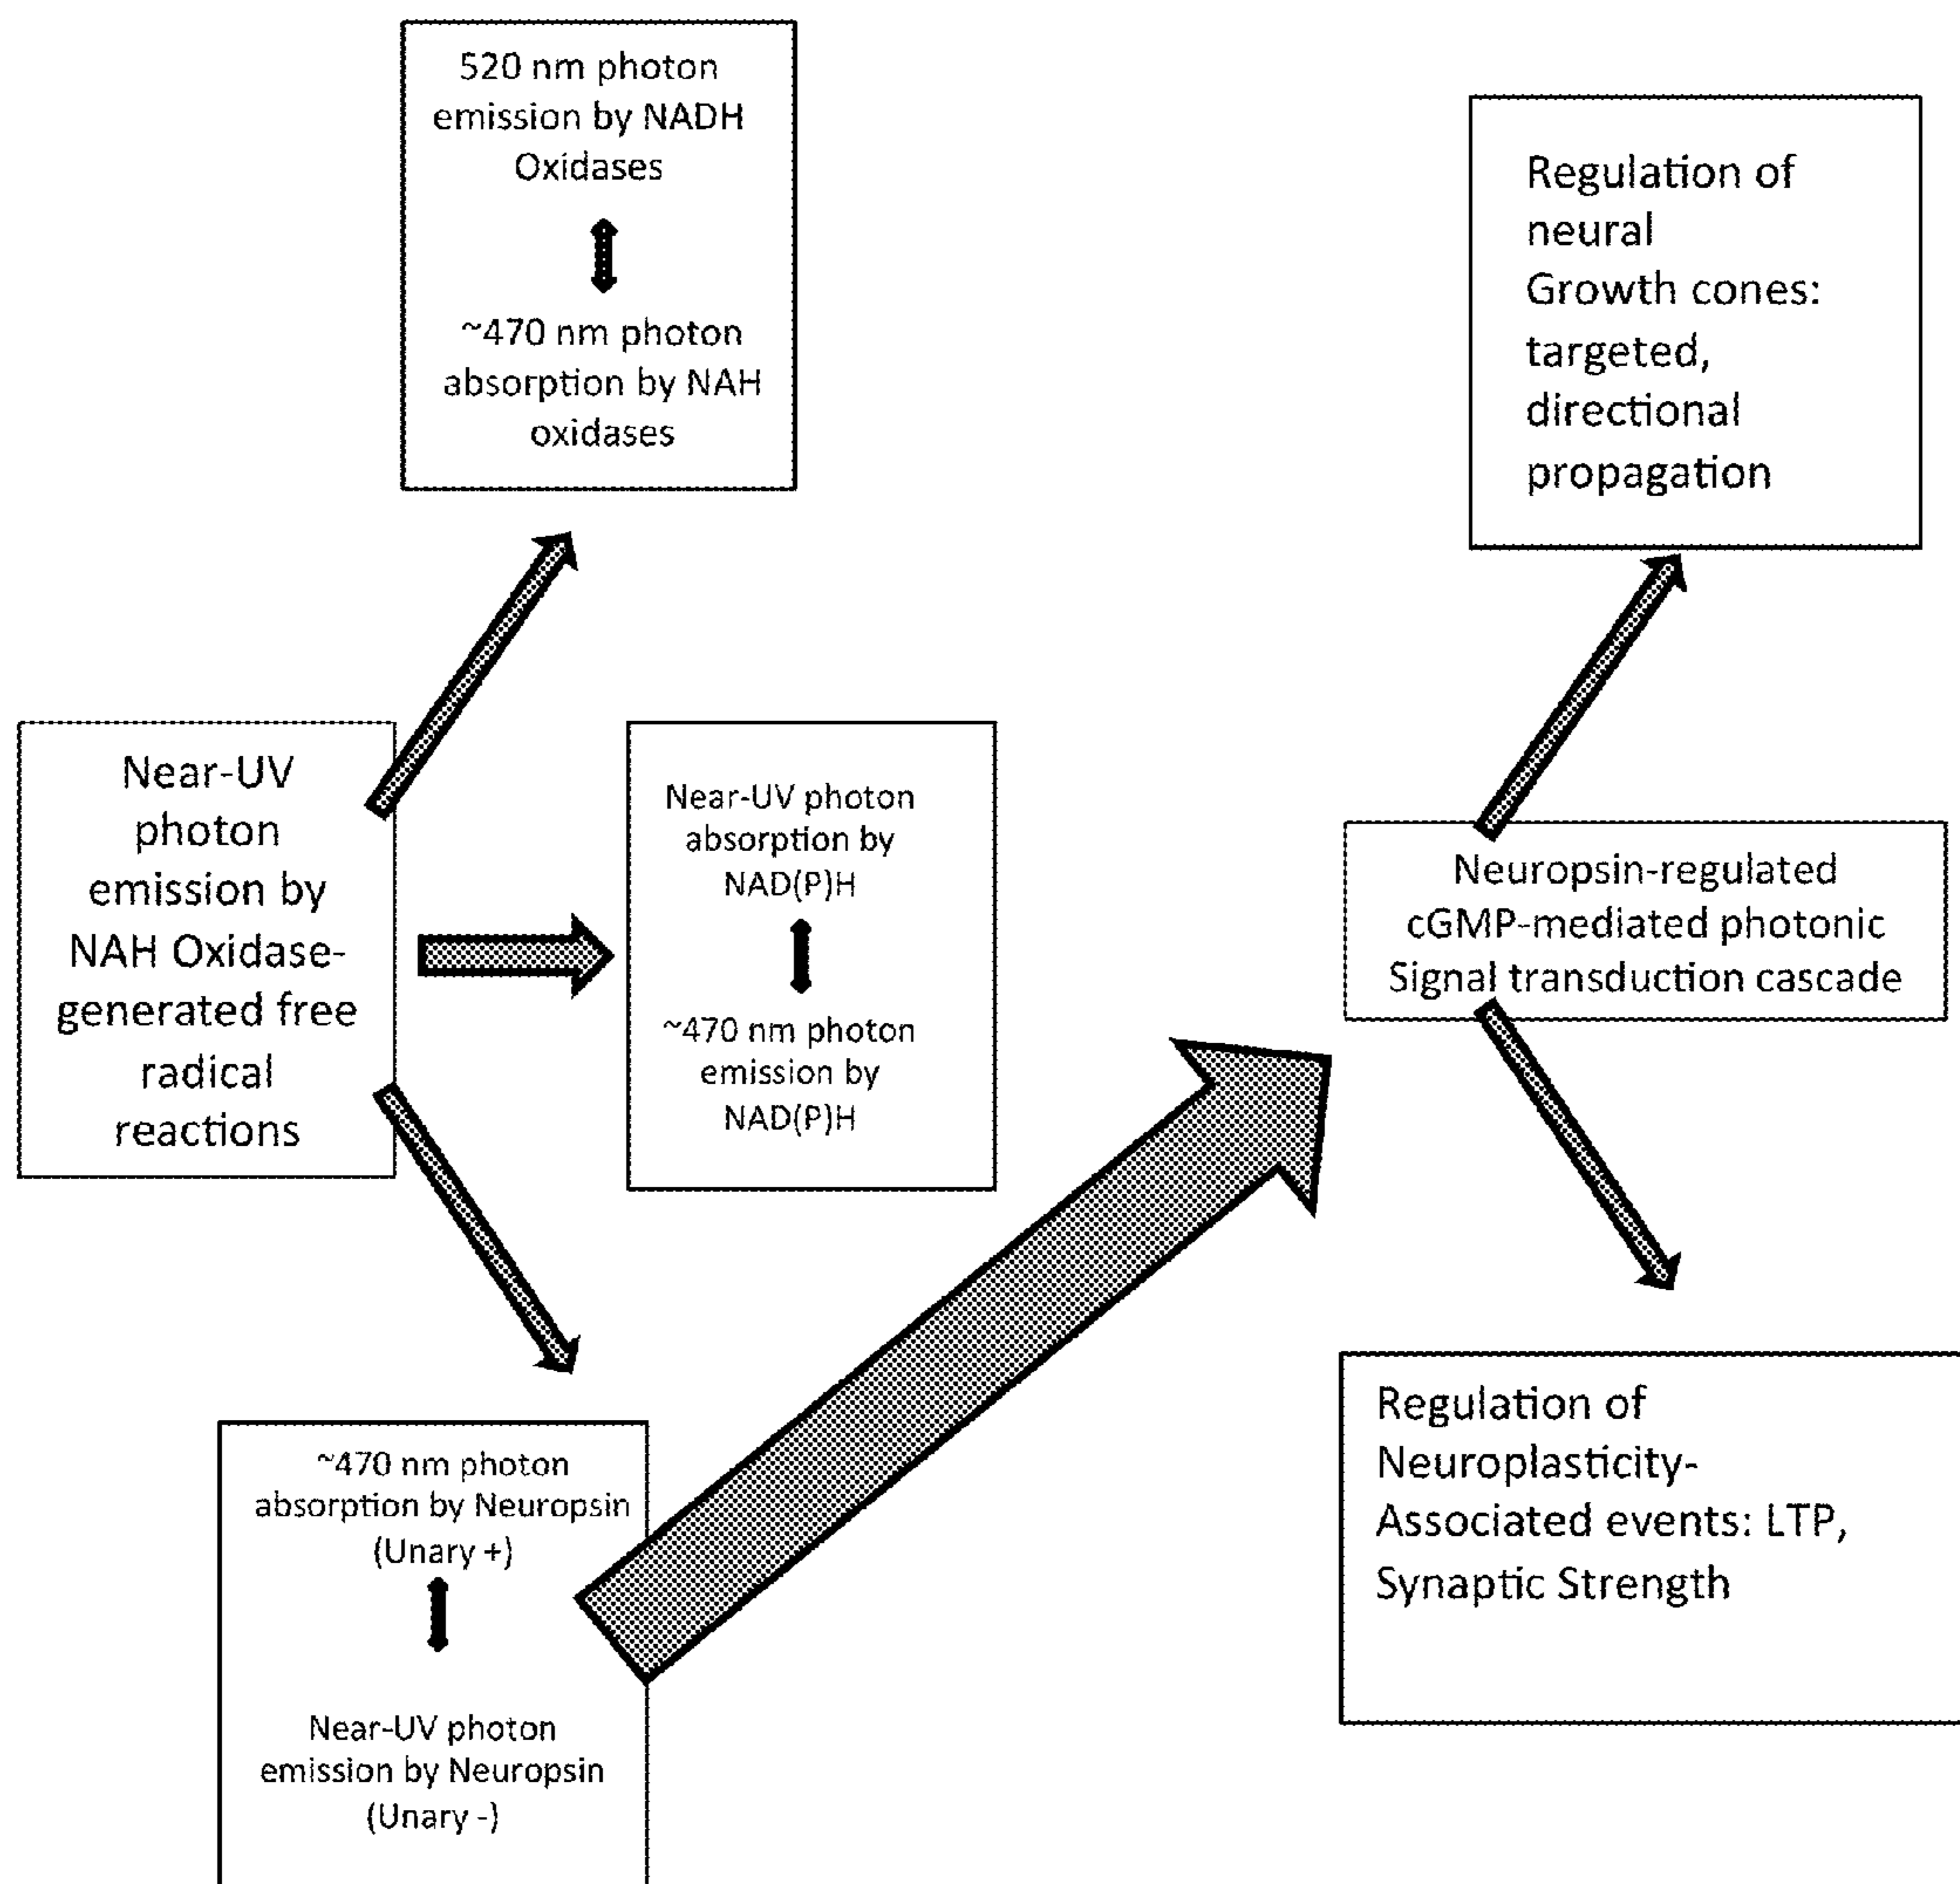 520 nm photon
emission by NADH
Oxidases
~470 nm photon
absorption by NAH
oxidases
Regulation of
neural
Growth cones:
targeted,
directional
propagation
Near-UV
photon
emission by
NAH Oxidase-
generated free
radical
reactions
Near-UV photon
absorption by
NAD(P)H
~470 nm photon
emission by
NAD(P)H
Neuropsin-regulated
cGMP-mediated photonic
Signal transduction cascade
~470 nm photon
absorption by Neuropsin
(Unary +)
Near-UV photon
emission by Neuropsin
(Unary -)
Regulation of
Neuroplasticity-
Associated events: LTP,
Synaptic Strength